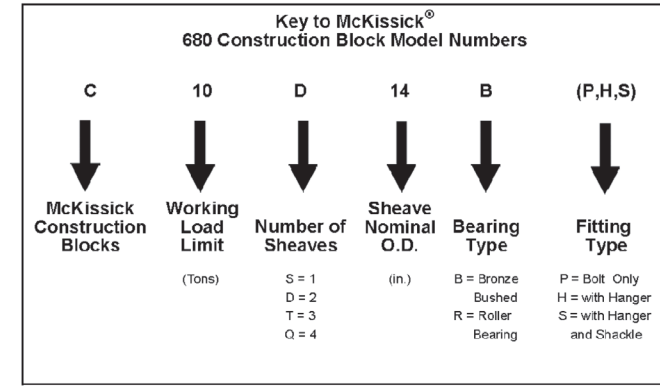 Key to McKissick®
680 Construction Block Model Numbers
C 10 D 14 B (P,H,S)
McKissick Construction Blocks
Working Load Limit
(Tons)
Number of Sheaves
S = 1
D = 2
T = 3
Q = 4
Sheave Nominal O.D.
(in.)
Bearing Type
B = Bronze
Bushed
R = Roller
Bearing
Fitting Type
P = Bolt Only
H = with Hanger
S = with Hanger
and Shackle